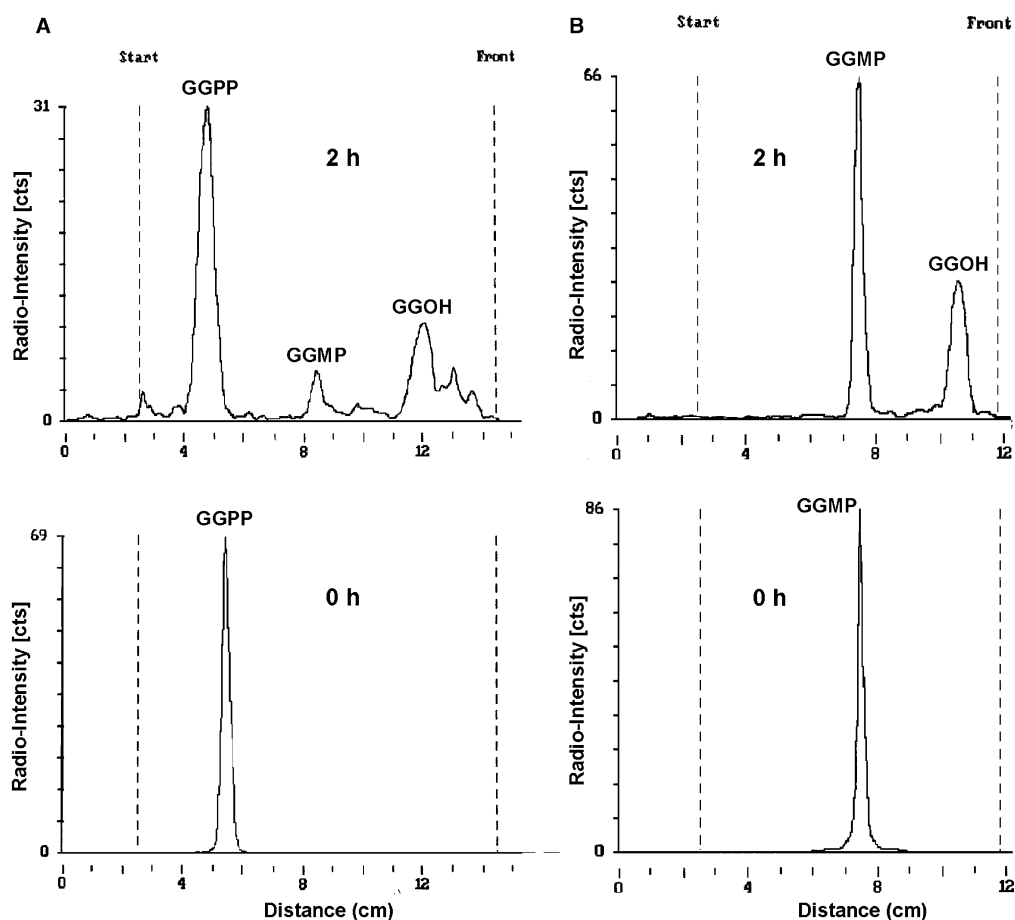 A
Start
Front
GGPP
31
2 h
GGOH
GGMP
Radio-Intensity [cts]
0
0 4 8 12
B
Start
Front
GGMP
66
2 h
GGOH
Radio-Intensity [cts]
0
0 4 8 12
GGPP
69
0 h
Radio-Intensity [cts]
0
0 4 8 12
Distance (cm)
GGMP
86
0 h
Radio-Intensity [cts]
0
0 4 8 12
Distance (cm)